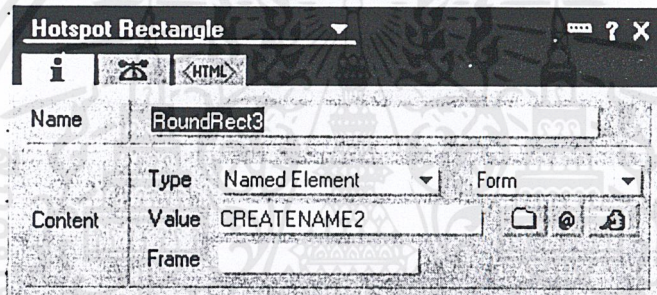 Hotspot Rectangle ? X
i <HTML>
Name RoundRect3
Type Named Element Form
Content Value CREATENAME2 @
Frame